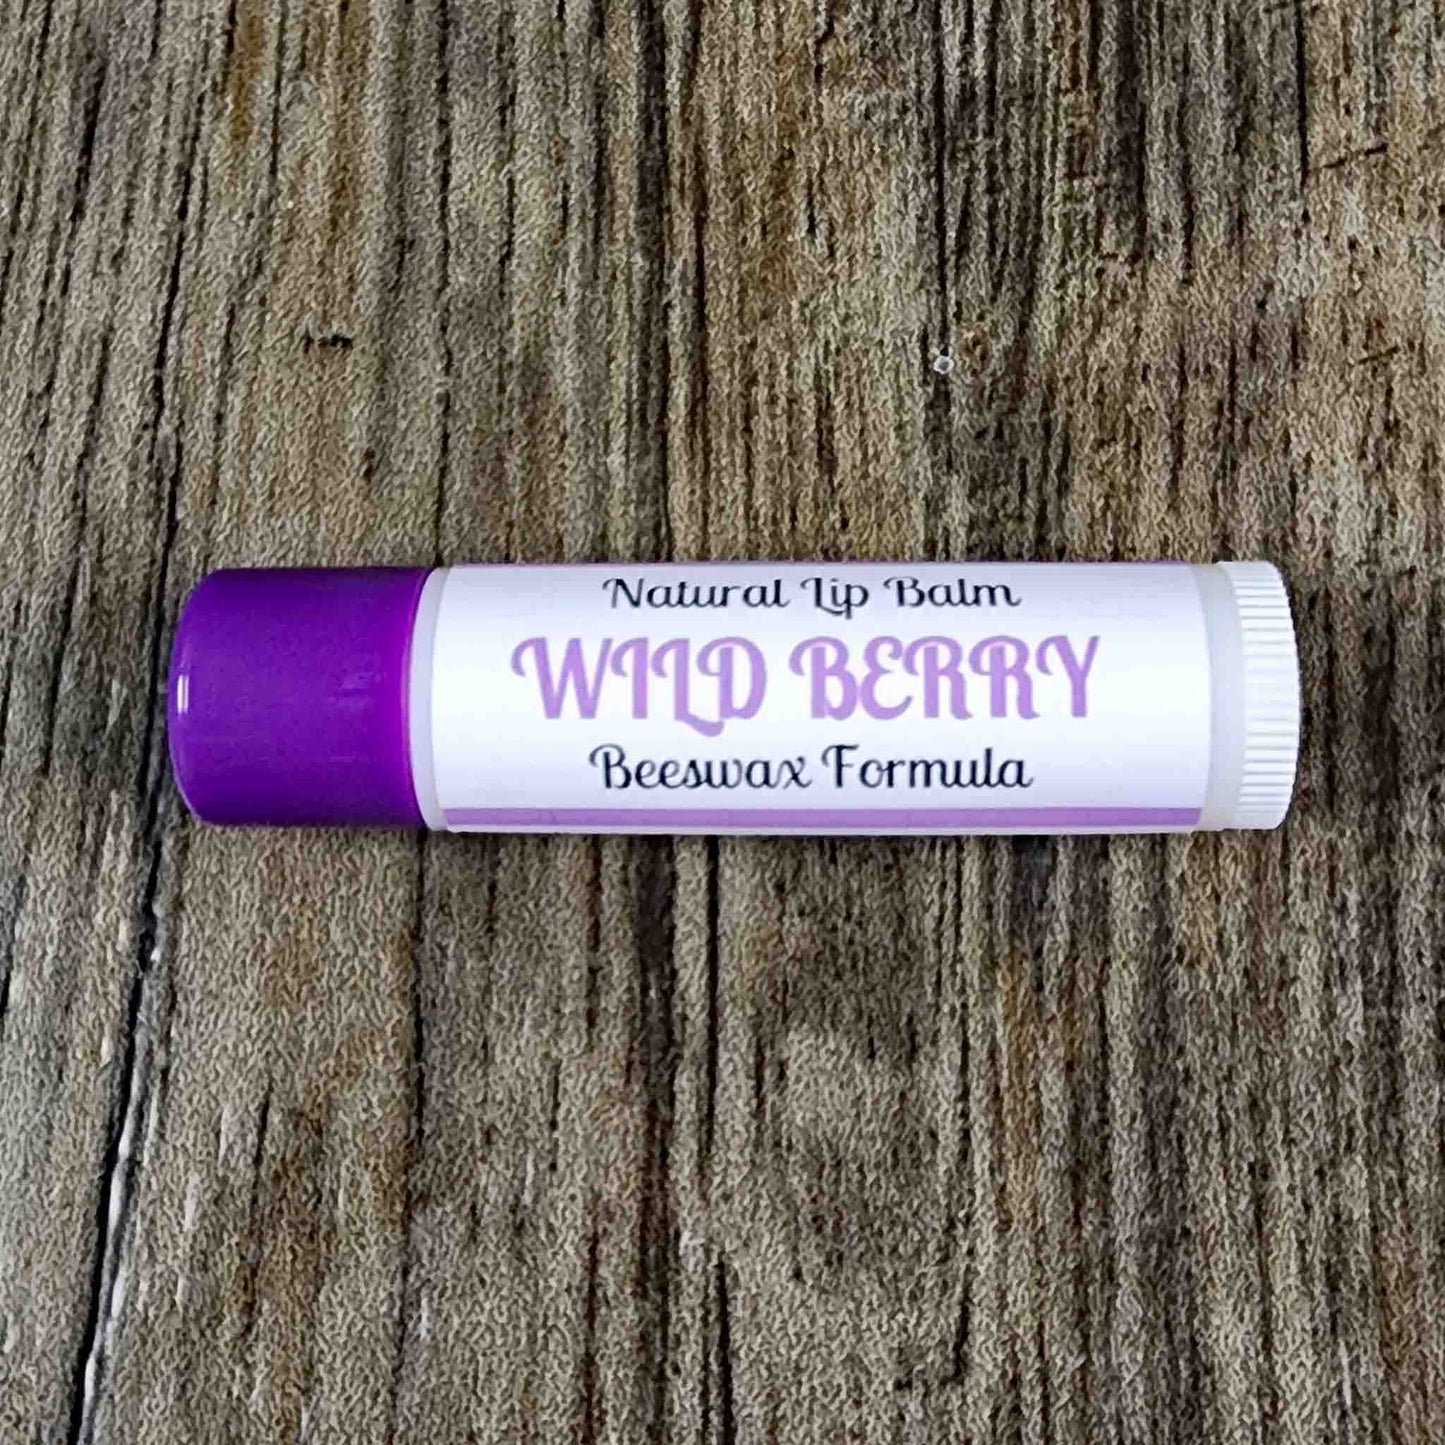 Natural Lip Balm
WILD BERRY
Beeswax Formula